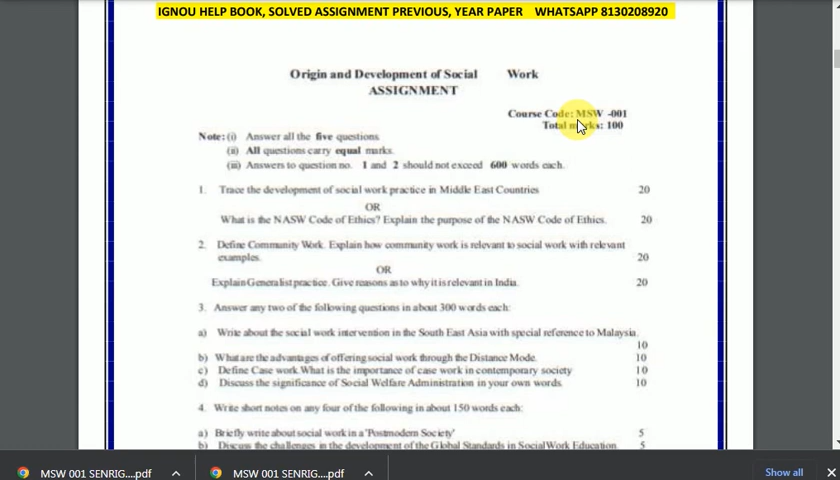 IGNOU HELP BOOK, SOLVED ASSIGNMENT PREVIOUS, YEAR PAPER WHATSAPP 8130208920
Origin and Development of Social Work
ASSIGNMENT
Course Code: MSW -001
Total marks: 100
Note: (i) Answer all the five questions.
(ii) All questions carry equal marks.
(iii) Answers to question no. 1 and 2 should not exceed 600 words each.
1. Trace the development of social work practice in Middle East Countries 20
OR
What is the NASW Code of Ethics? Explain the purpose of the NASW Code of Ethics. 20
2. Define Community Work. Explain how community work is relevant to social work with relevant
examples. 20
OR
Explain Generalist practice. Give reasons as to why it is relevant in India. 20
3. Answer any two of the following questions in about 300 words each:
a) Write about the social work intervention in the South East Asia with special reference to Malaysia.
10
b) What are the advantages of offering social work through the Distance Mode. 10
c) Define Case work. What is the importance of case work in contemporary society 10
d) Discuss the significance of Social Welfare Administration in your own words. 10
4. Write short notes on any four of the following in about 150 words each:
a) Briefly write about social work in a 'Postmodern Society' 5
b) Discuss the challenges in the development of the Global Standards in Social Work Education. 5
MSW 001 SENRIG....pdf
MSW 001 SENRIG....pdf
Show all